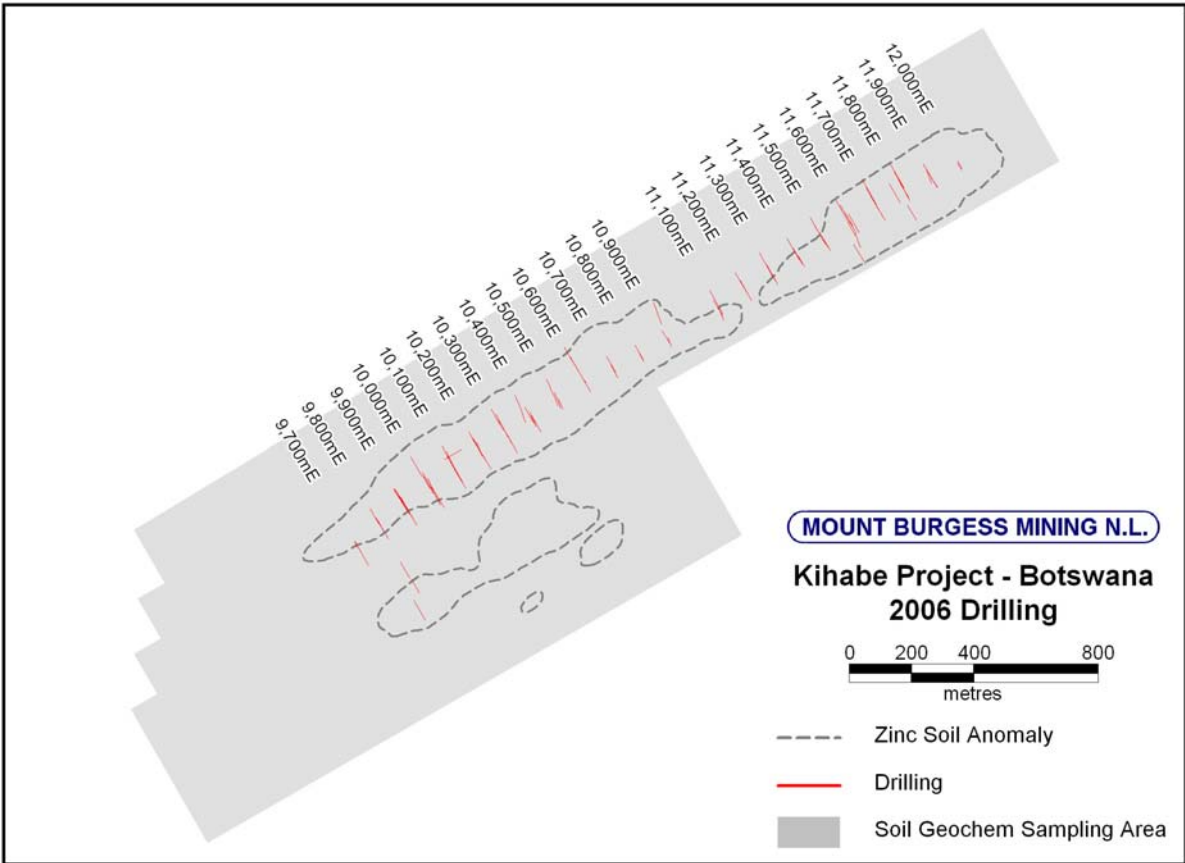 9,700mE
9,800mE
9,900mE
10,000mE
10,100mE
10,200mE
10,300mE
10,400mE
10,500mE
10,600mE
10,700mE
10,800mE
10,900mE
11,100mE
11,200mE
11,300mE
11,400mE
11,500mE
11,600mE
11,700mE
11,800mE
11,900mE
12,000mE
MOUNT BURGESS MINING N.L.
Kihabe Project - Botswana
2006 Drilling
0 200 400 800
metres
Zinc Soil Anomaly
Drilling
Soil Geochem Sampling Area